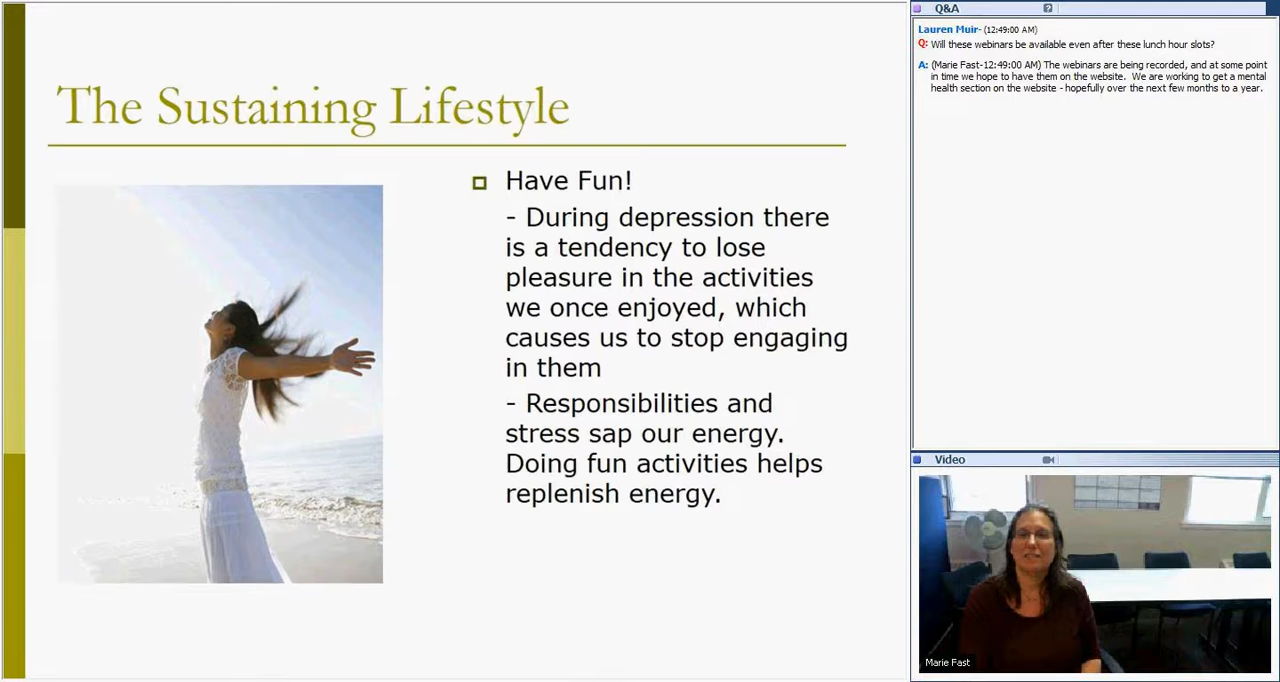 The Sustaining Lifestyle
Have Fun!
- During depression there
is a tendency to lose
pleasure in the activities
we once enjoyed, which
causes us to stop engaging
in them
- Responsibilities and
stress sap our energy.
Doing fun activities helps
replenish energy.
Q&A
Lauren Muir- (12:49:00 AM)
Q: Will these webinars be available even after these lunch hour slots?
A: (Marie Fast-12:49:00 AM) The webinars are being recorded, and at some point
in time we hope to have them on the website. We are working to get a mental
health section on the website - hopefully over the next few months to a year.
Video
Marie Fast